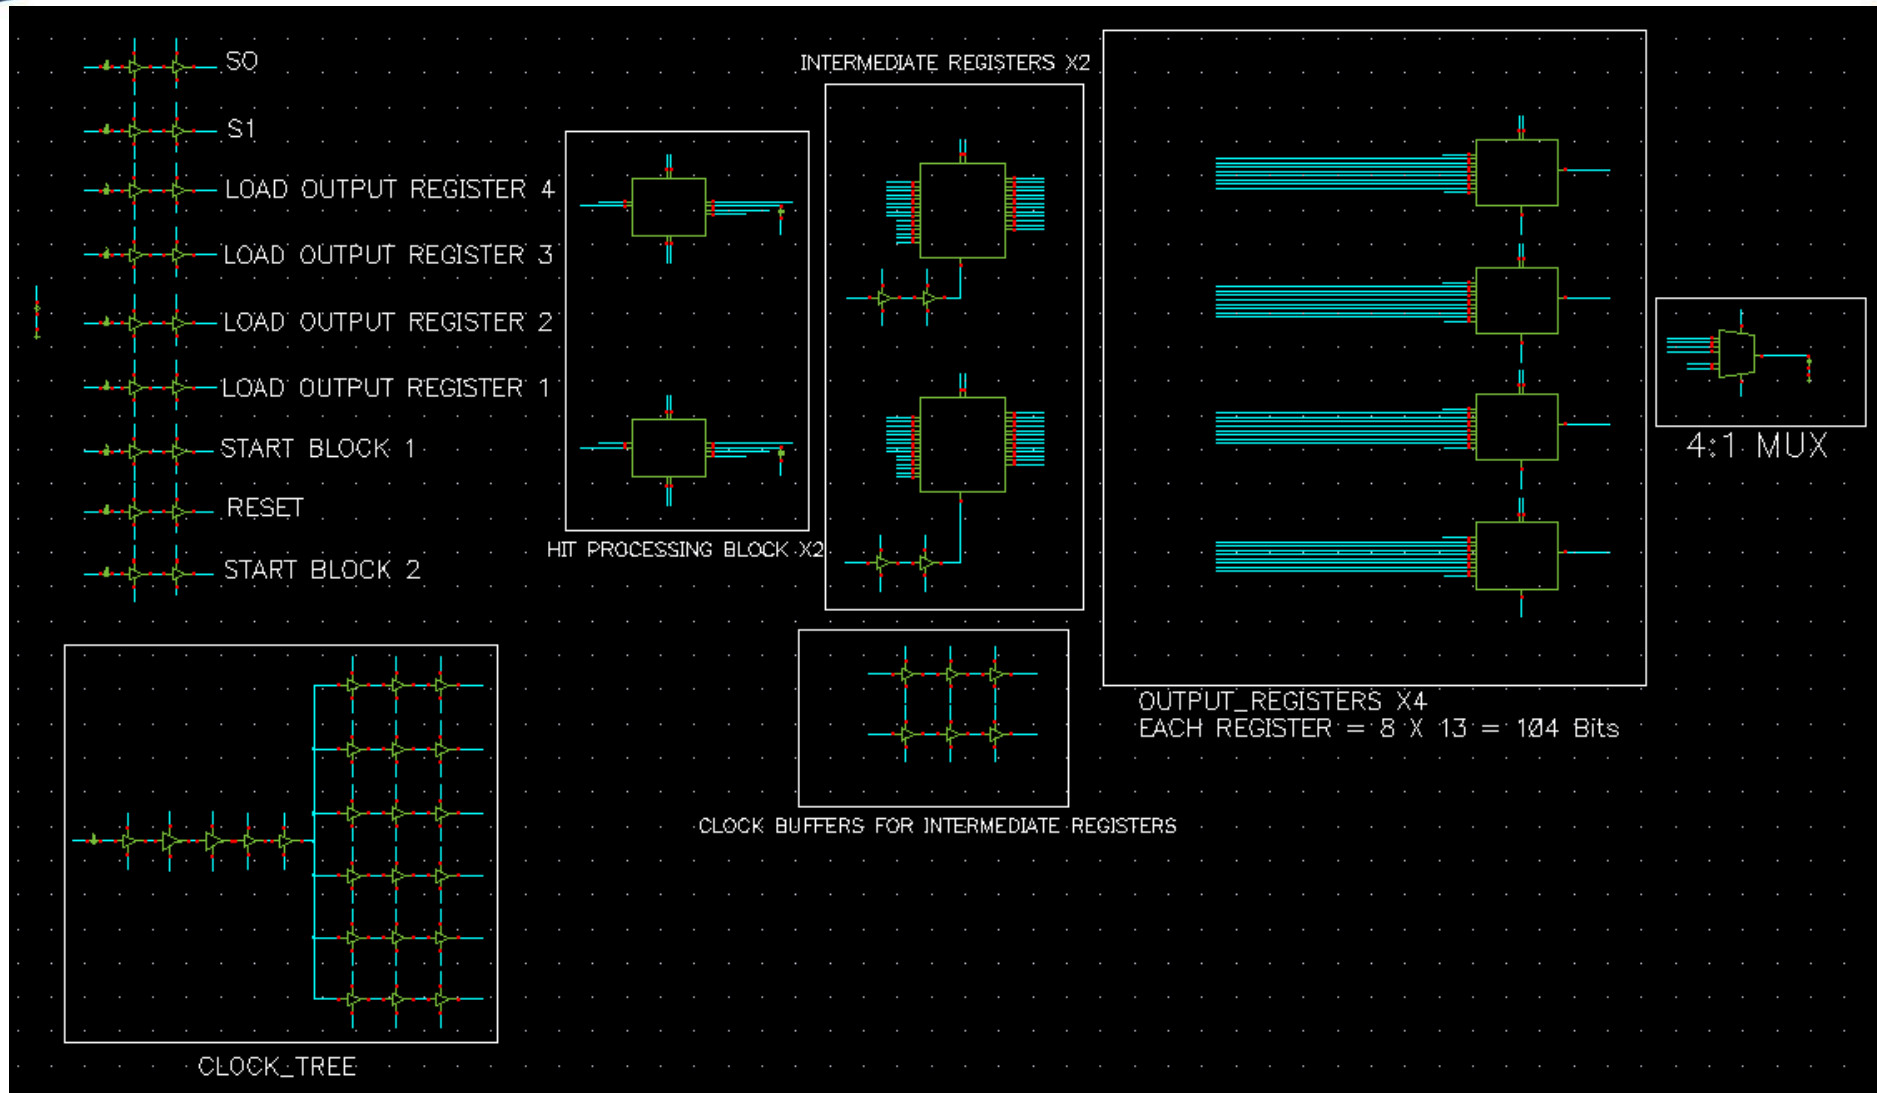 S0
S1
LOAD OUTPUT REGISTER 4
LOAD OUTPUT REGISTER 3
LOAD OUTPUT REGISTER 2
LOAD OUTPUT REGISTER 1
START BLOCK 1
RESET
START BLOCK 2
CLOCK_TREE
HIT PROCESSING BLOCK X2
INTERMEDIATE REGISTERS X2
CLOCK BUFFERS FOR INTERMEDIATE REGISTERS
OUTPUT_REGISTERS X4
EACH REGISTER = 8 X 13 = 104 Bits
4:1 MUX